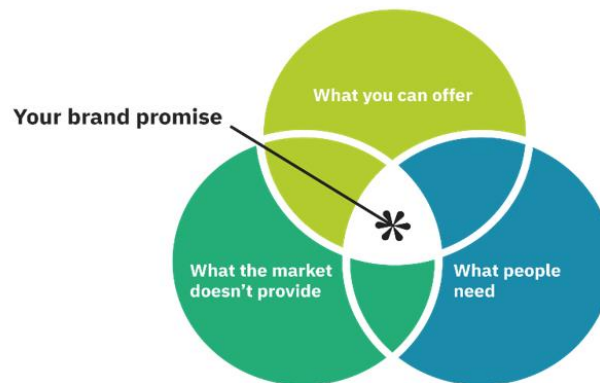 What you can offer
Your brand promise
*
What the market
doesn't provide
What people
need